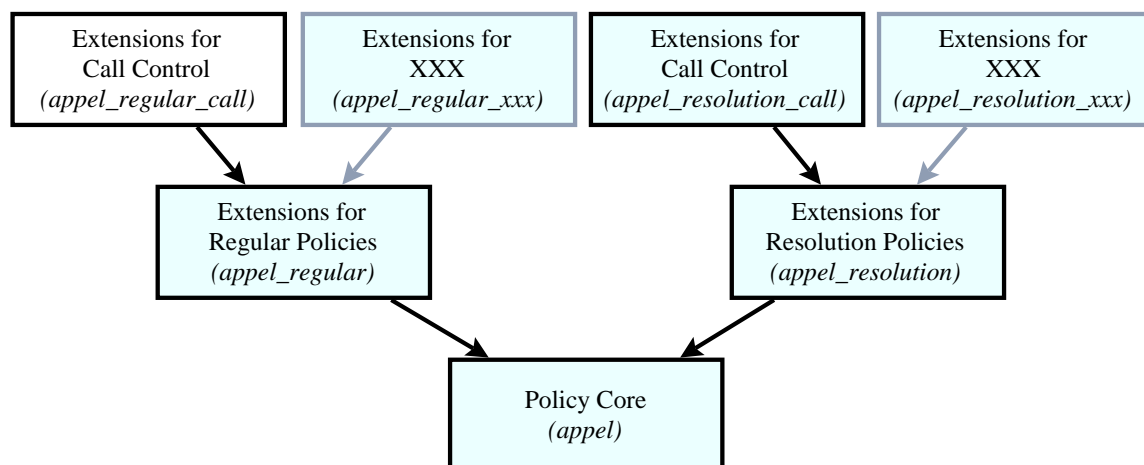 Extensions for
Call Control
(appel_regular_call)
Extensions for
XXX
(appel_regular_xxx)
Extensions for
Call Control
(appel_resolution_call)
Extensions for
XXX
(appel_resolution_xxx)
Extensions for
Regular Policies
(appel_regular)
Extensions for
Resolution Policies
(appel_resolution)
Policy Core
(appel)